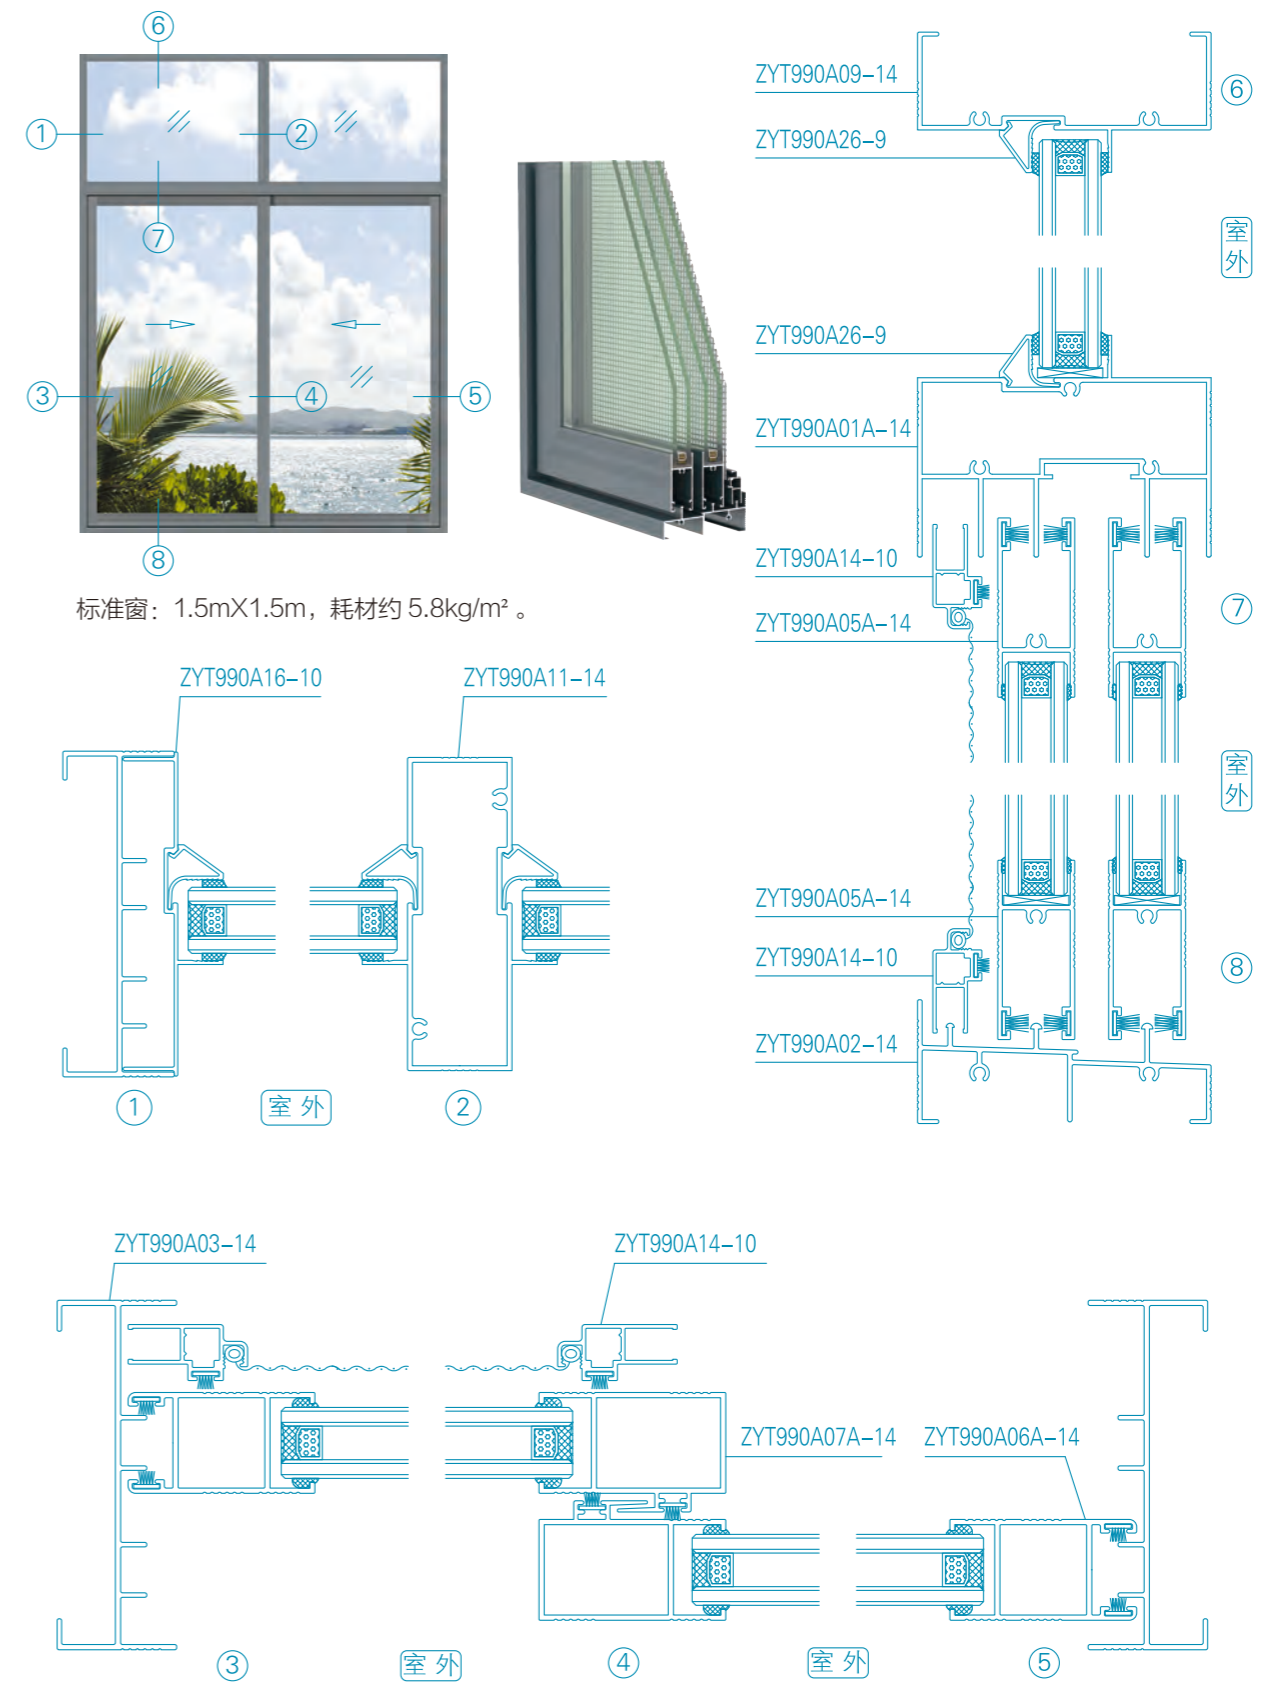 ⑥
①
②
⑦
③
④
⑤
⑧
标准窗：1.5mX1.5m，耗材约 5.8kg/m² 。
ZYT990A09-14
⑥
ZYT990A26-9
室外
ZYT990A26-9
ZYT990A01A-14
ZYT990A14-10
⑦
ZYT990A05A-14
室外
ZYT990A05A-14
ZYT990A14-10
⑧
ZYT990A02-14
ZYT990A16-10
ZYT990A11-14
①
室外
②
ZYT990A03-14
ZYT990A14-10
ZYT990A07A-14
ZYT990A06A-14
③
室外
④
室外
⑤